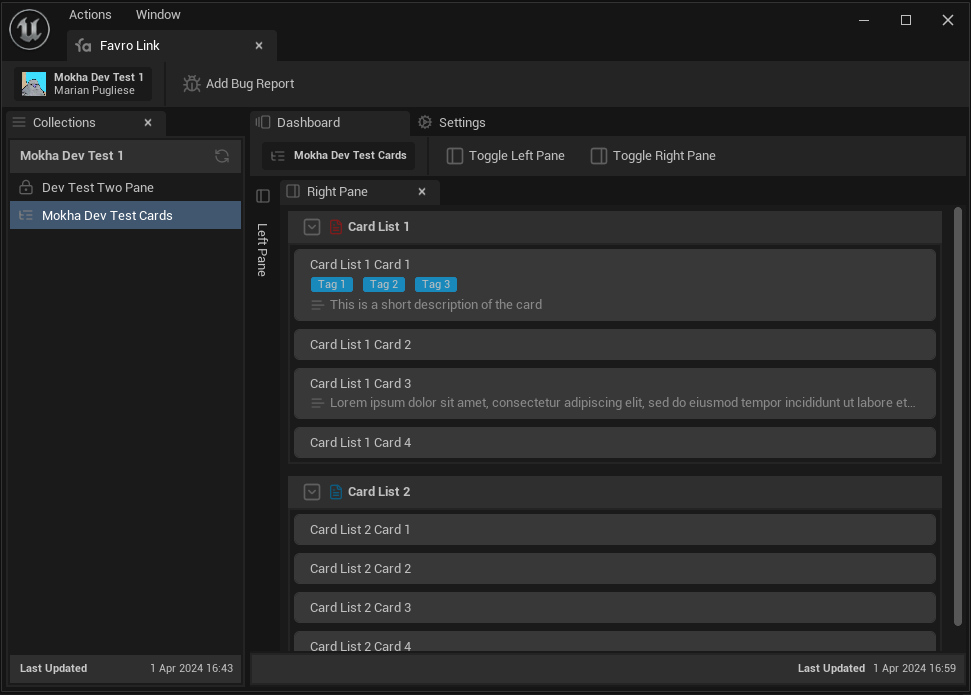 Actions Window
Favro Link
Mokha Dev Test 1
Marian Pugliese
Add Bug Report
Collections
Mokha Dev Test 1
Dev Test Two Pane
Mokha Dev Test Cards
Last Updated 1 Apr 2024 16:43
Dashboard Settings
Mokha Dev Test Cards Toggle Left Pane Toggle Right Pane
Left Pane
Right Pane
Card List 1
Card List 1 Card 1
Tag 1 Tag 2 Tag 3
This is a short description of the card
Card List 1 Card 2
Card List 1 Card 3
Lorem ipsum dolor sit amet, consectetur adipiscing elit, sed do eiusmod tempor incididunt ut labore et...
Card List 1 Card 4
Card List 2
Card List 2 Card 1
Card List 2 Card 2
Card List 2 Card 3
Card List 2 Card 4
Last Updated 1 Apr 2024 16:59